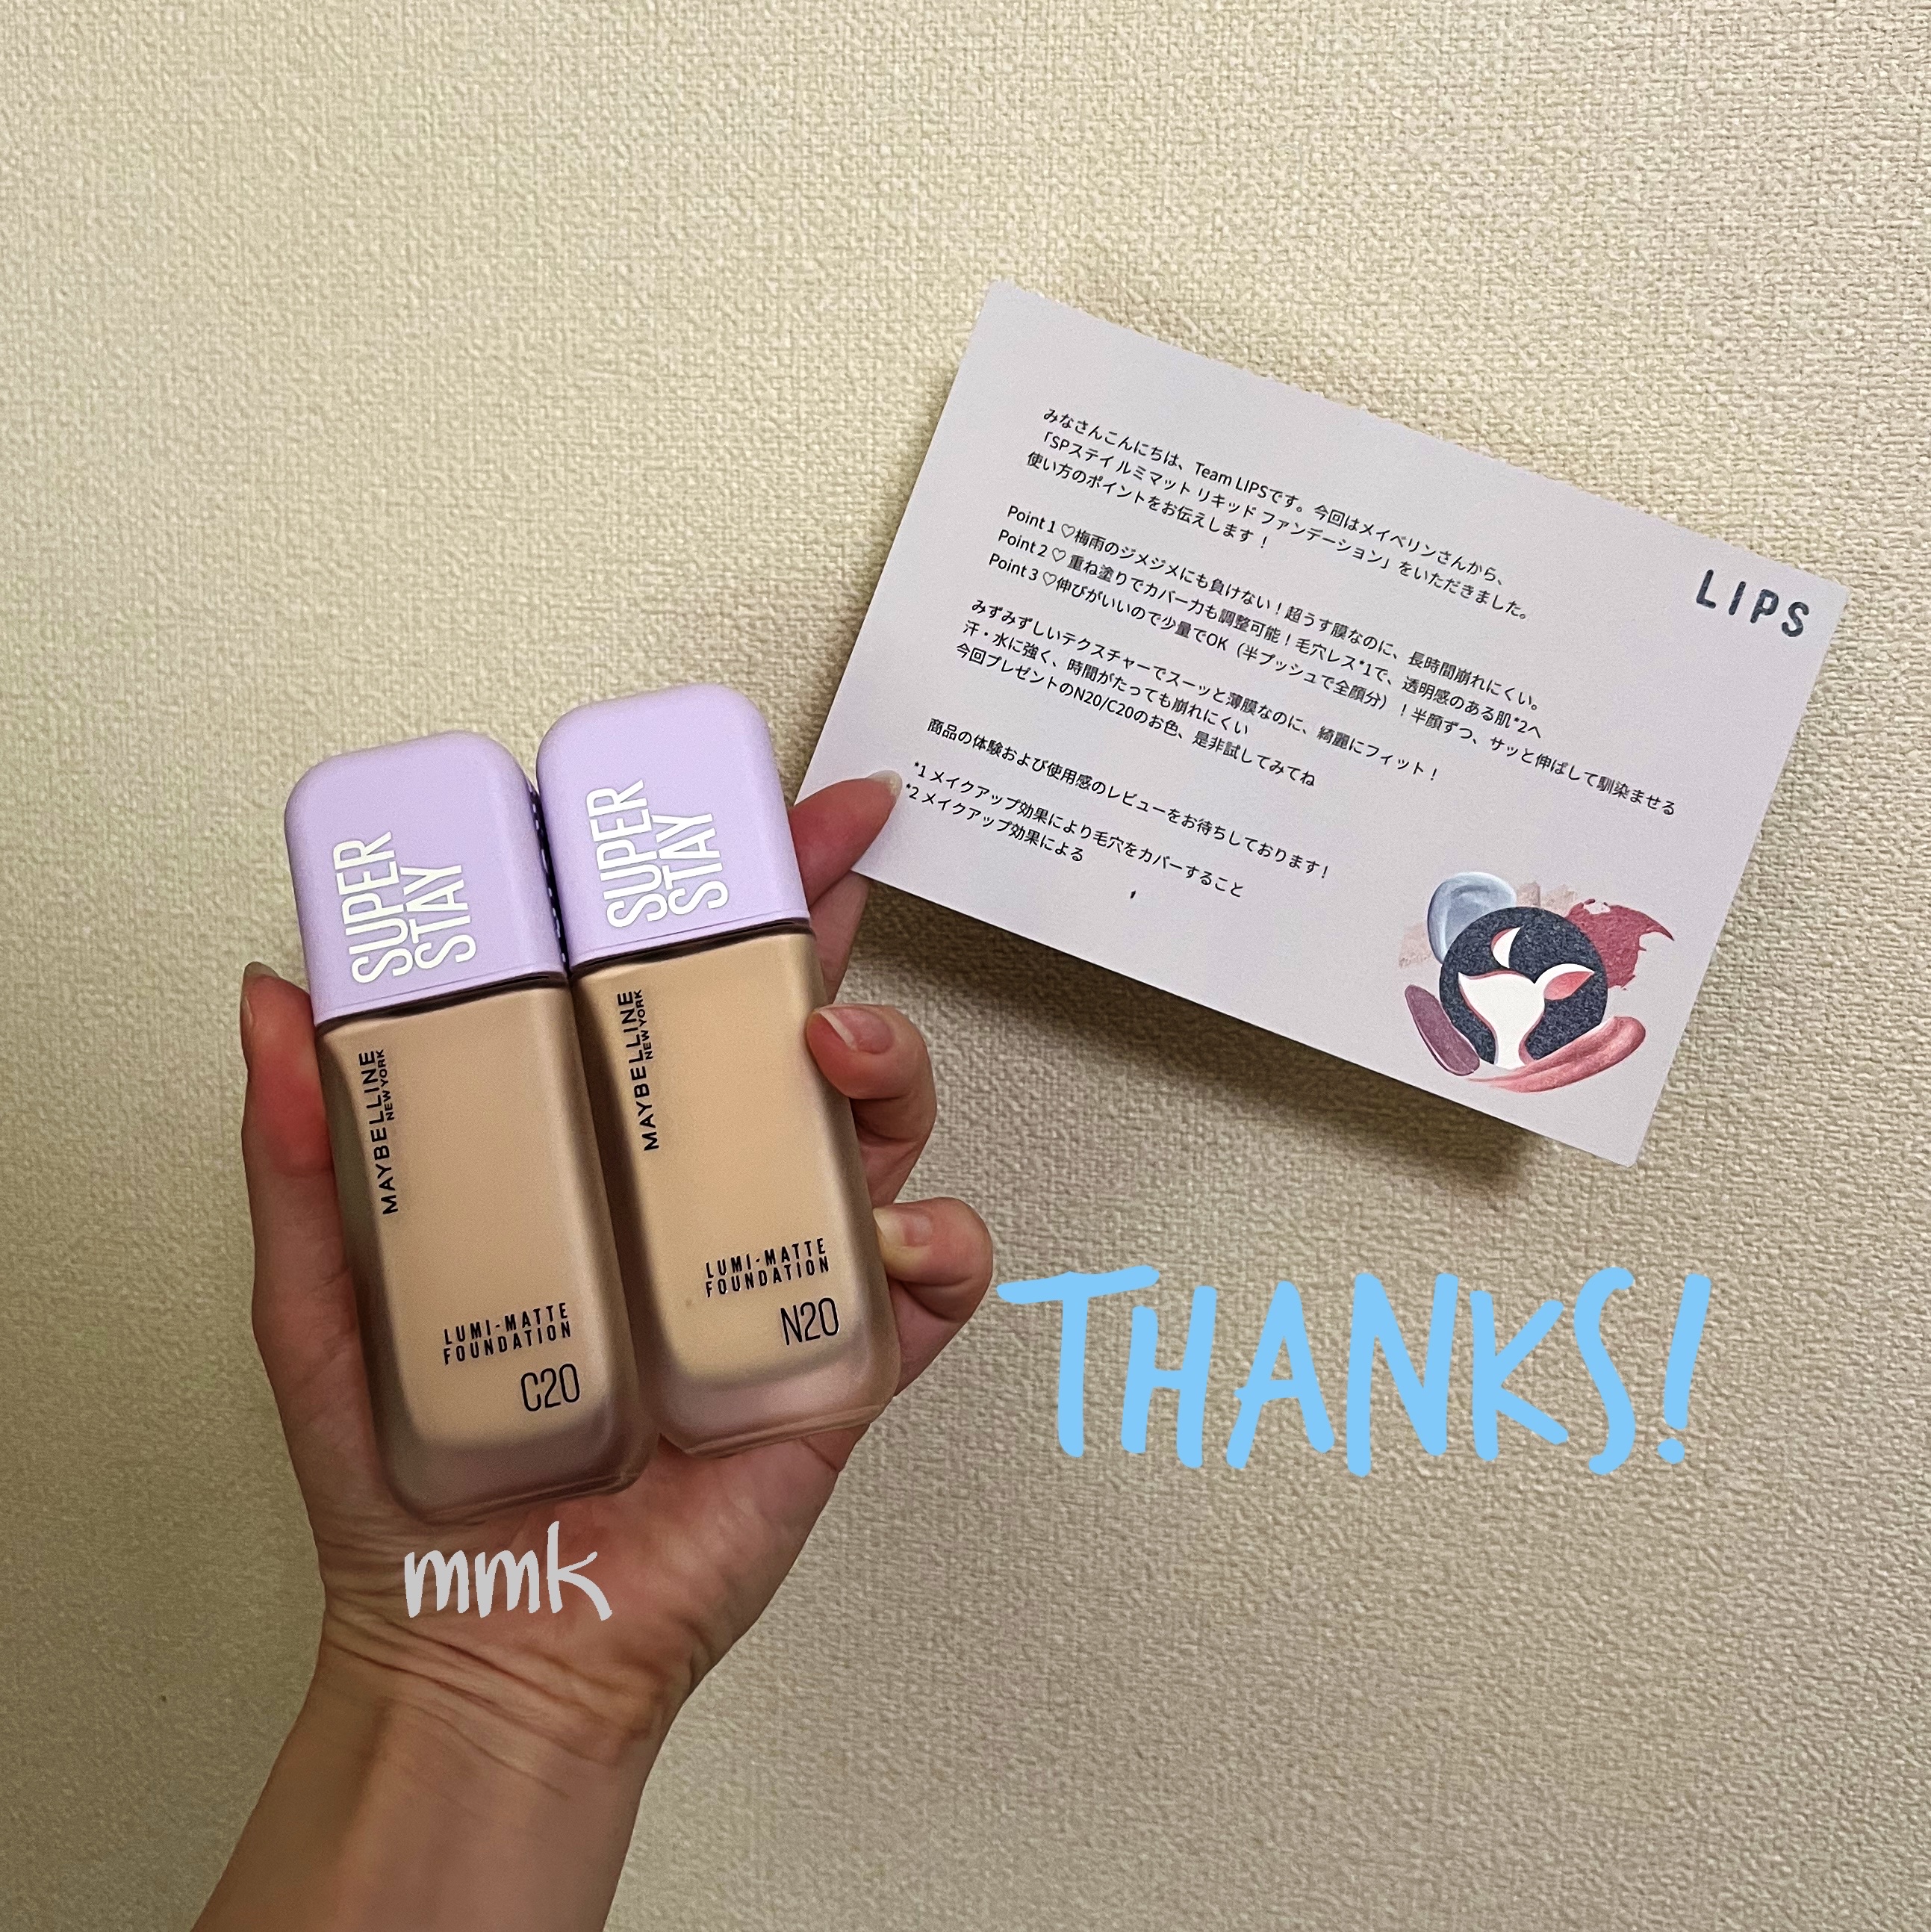 みなさんこんにちは、Team LIPSです。今回はメイベリンさんから、
「SPステイ ルミマット リキッド ファンデーション」をいただきました。
使い方のポイントをお伝えします！
Point 1 ♡梅雨のジメジメにも負けない！超うす膜なのに、長時間崩れにくい。
Point 2 ♡ 重ね塗りでカバー力も調整可能！毛穴レス*1で、透明感のある肌*2へ
Point 3 ♡伸びがいいので少量でOK（半プッシュで全顔分）！半顔ずつ、サッと伸ばして馴染ませる
みずみずしいテクスチャーでスーッと薄膜なのに、綺麗にフィット！
汗・水に強く、時間がたっても崩れにくい
今回プレゼントのN20/C20のお色、是非試してみてね
商品の体験および使用感のレビューをお待ちしております！
*1 メイクアップ効果により毛穴をカバーすること
*2 メイクアップ効果による
LIPS
SUPER
STAY
MAYBELLINE
NEW YORK
LUMI-MATTE
FOUNDATION
C20
SUPER
STAY
MAYBELLINE
NEW YORK
LUMI-MATTE
FOUNDATION
N20
THANKS!
mmk